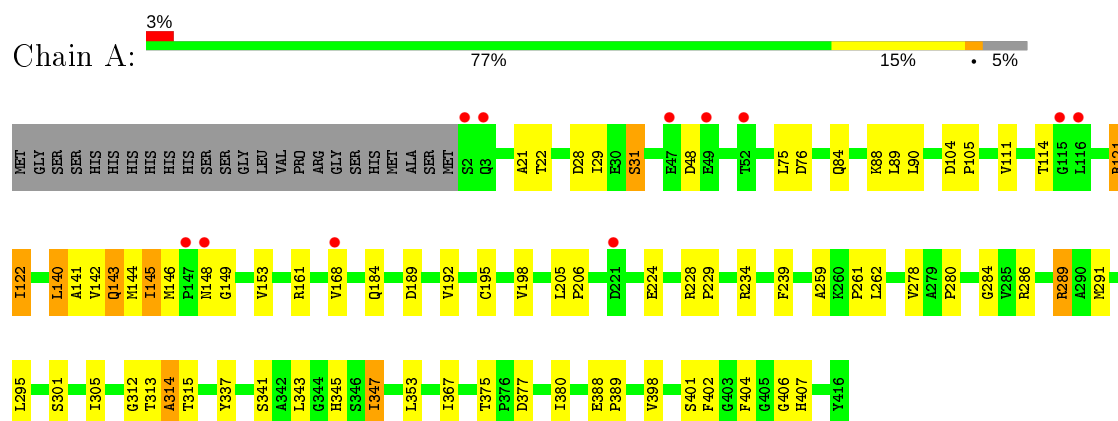 3%
Chain A:
77% 15% • 5%
MET GLY SER SER HIS HIS HIS HIS HIS HIS SER SER GLY LEU VAL PRO ARG GLY SER HIS MET ALA SER MET S2 Q3 A21 T22 D28 I29 E30 S31 E47 D48 E49 T52 L75 D76 Q84 K88 L89 L90 D104 P105 V111 T114 G115 L116 R121
I122 L140 A141 V142 Q143 M144 I145 M146 P147 N148 G149 V153 R161 V168 Q184 D189 V192 C195 V198 L205 P206 D221 E224 R228 P229 R234 F239 A259 K260 P261 L262 V278 A279 P280 G284 V285 R286 R289 A290 M291
L295 S301 I305 G312 T313 A314 T315 Y337 S341 A342 L343 G344 H345 S346 I347 L353 I367 T375 P376 D377 I380 E388 P389 V398 S401 F402 G403 F404 G405 G406 H407 Y416